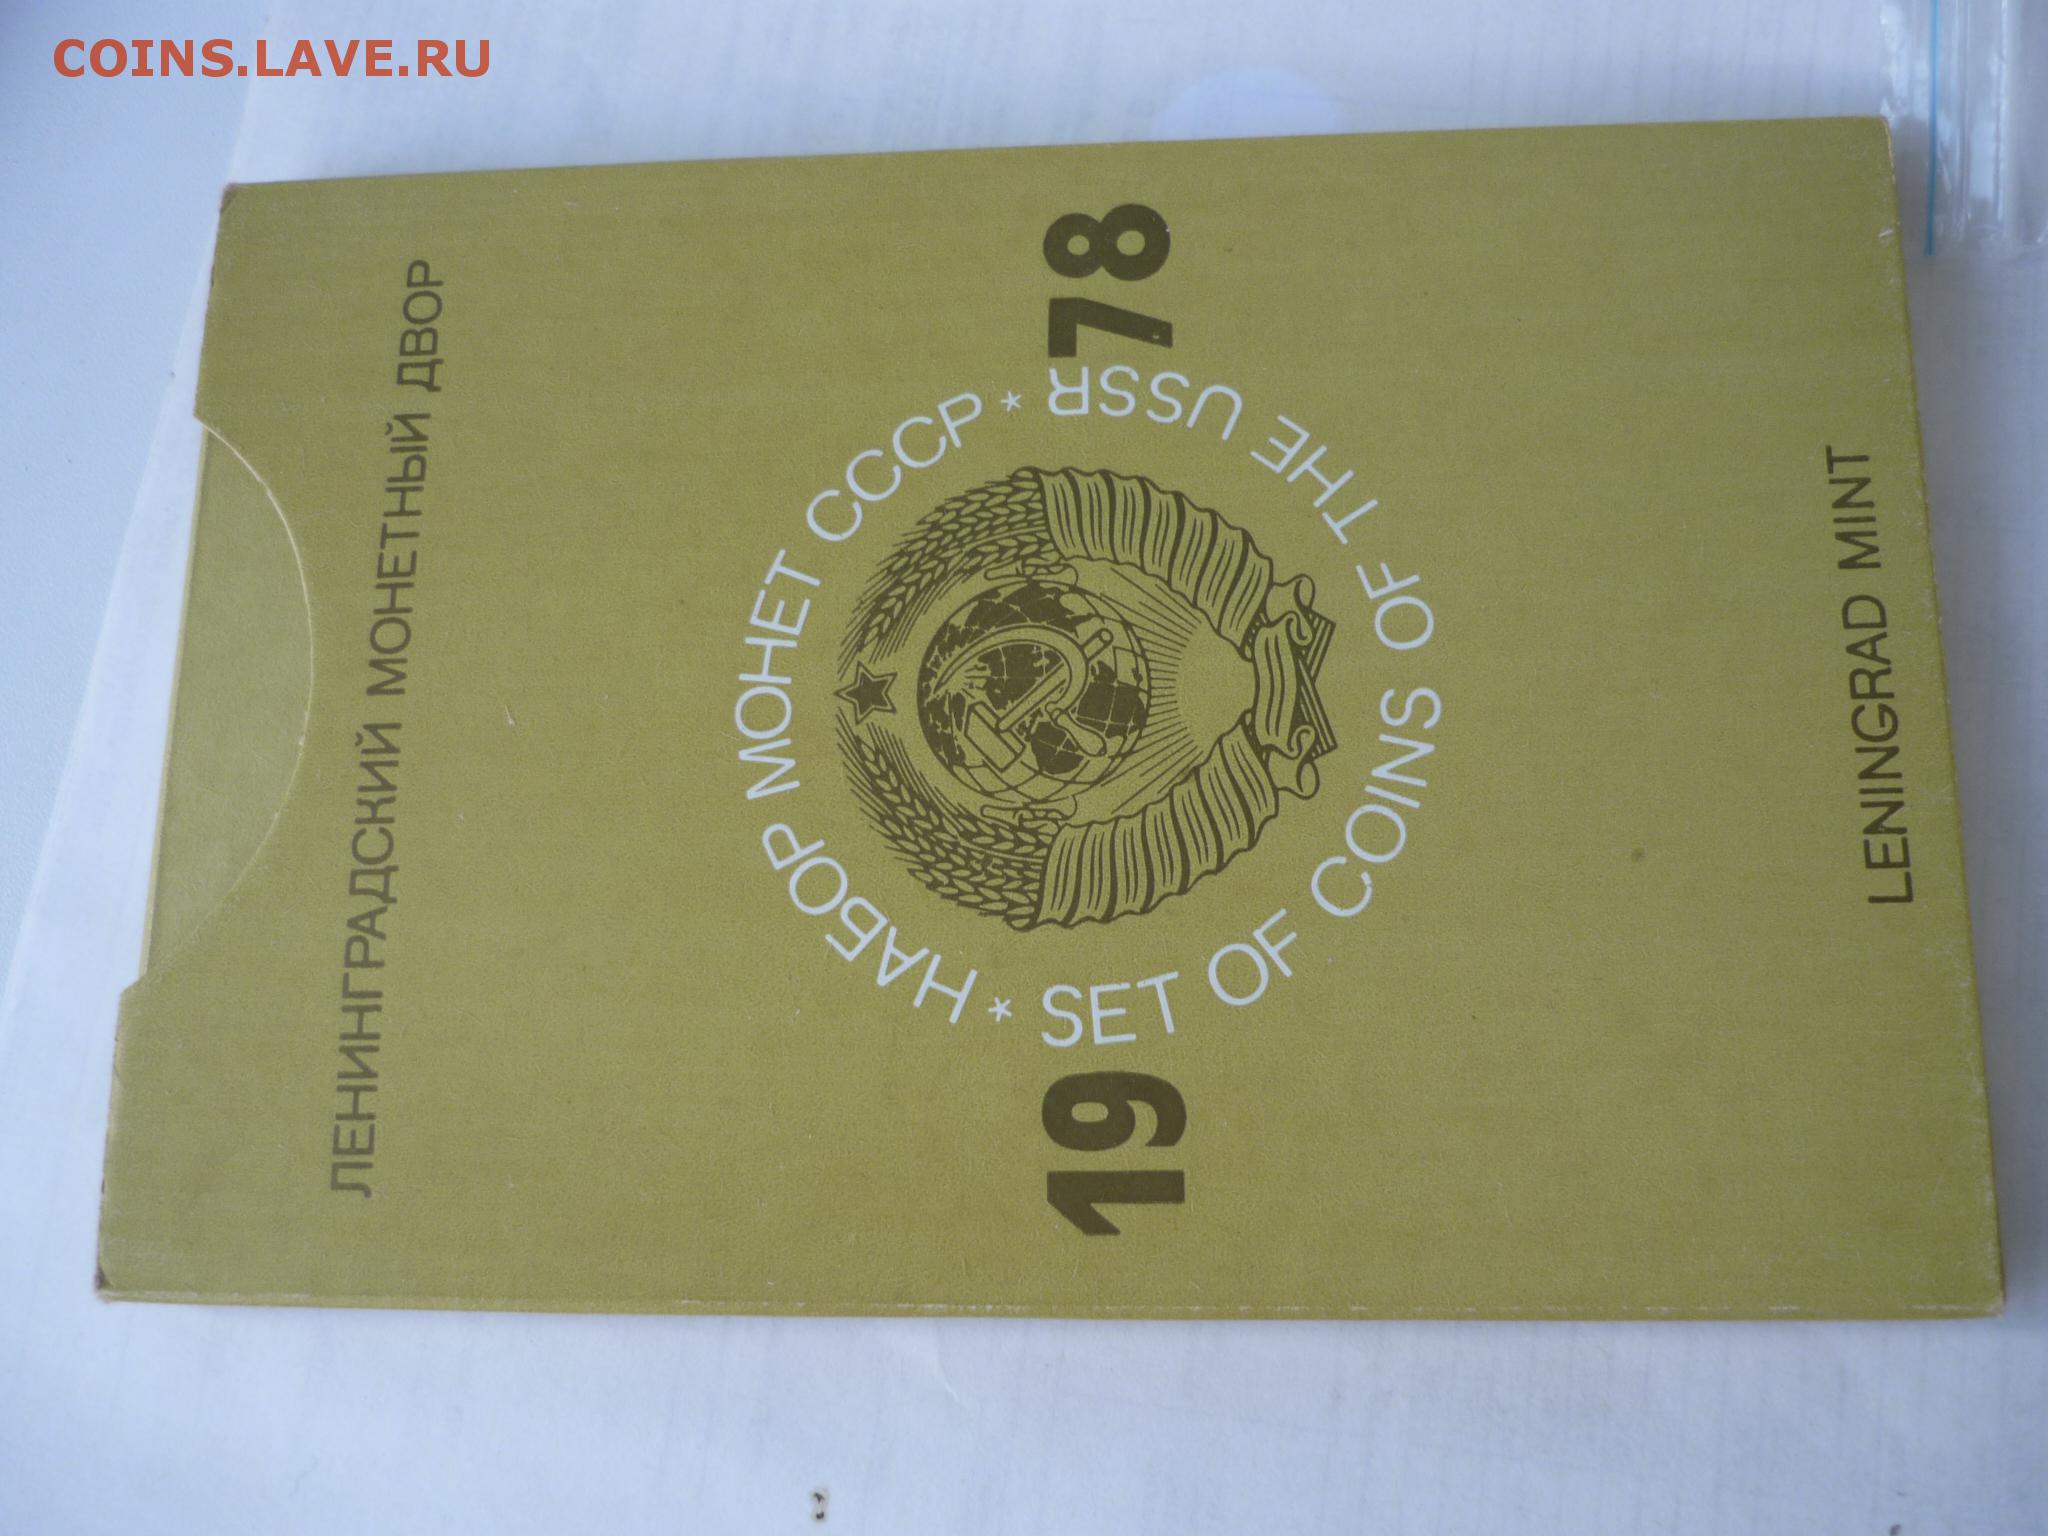 COINS.LAVE.RU
ЛЕНИНГРАДСКИЙ МОНЕТНЫЙ ДВОР
НАБОР МОНЕТ СССР
1978
* SET OF COINS OF THE USSR *
LENINGRAD MINT